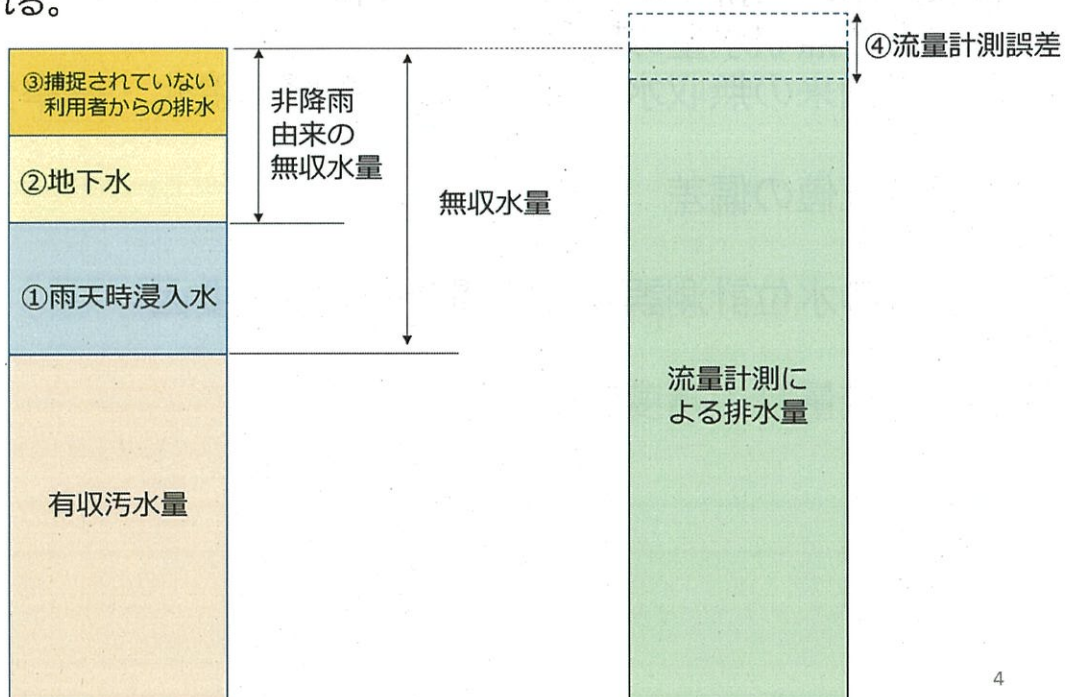 る。
④流量計測誤差
③捕捉されていない
利用者からの排水
非降雨
由来の
無収水量
②地下水
無収水量
①雨天時浸入水
流量計測に
よる排水量
有収汚水量
4